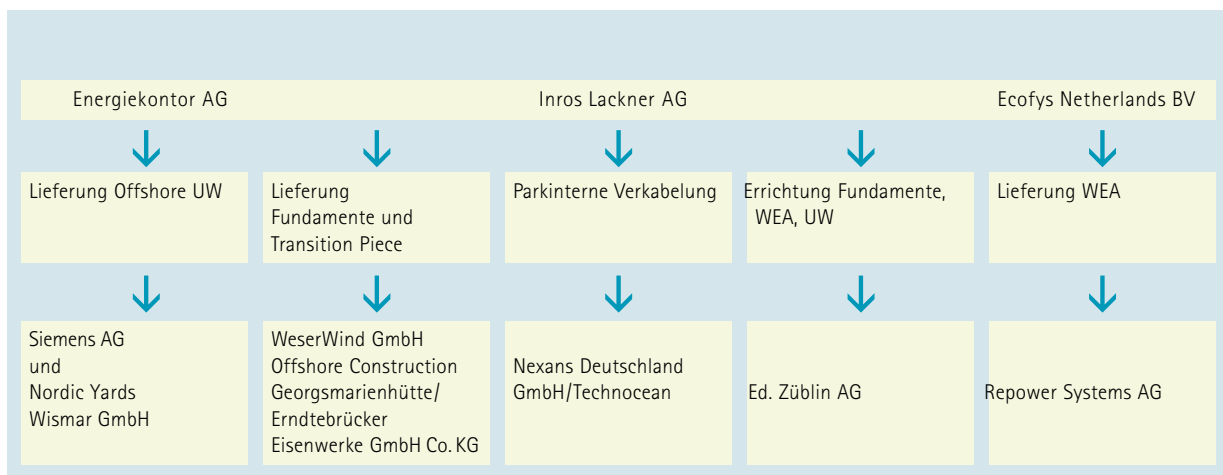 Energiekontor AG
Inros Lackner AG
Ecofys Netherlands BV
Lieferung Offshore UW
Lieferung
Fundamente und
Transition Piece
Parkinterne Verkabelung
Errichtung Fundamente,
WEA, UW
Lieferung WEA
Siemens AG
und
Nordic Yards
Wismar GmbH
WeserWind GmbH
Offshore Construction
Georgsmarienhütte/
Erndtebrücker
Eisenwerke GmbH Co. KG
Nexans Deutschland
GmbH/Technocean
Ed. Züblin AG
Repower Systems AG